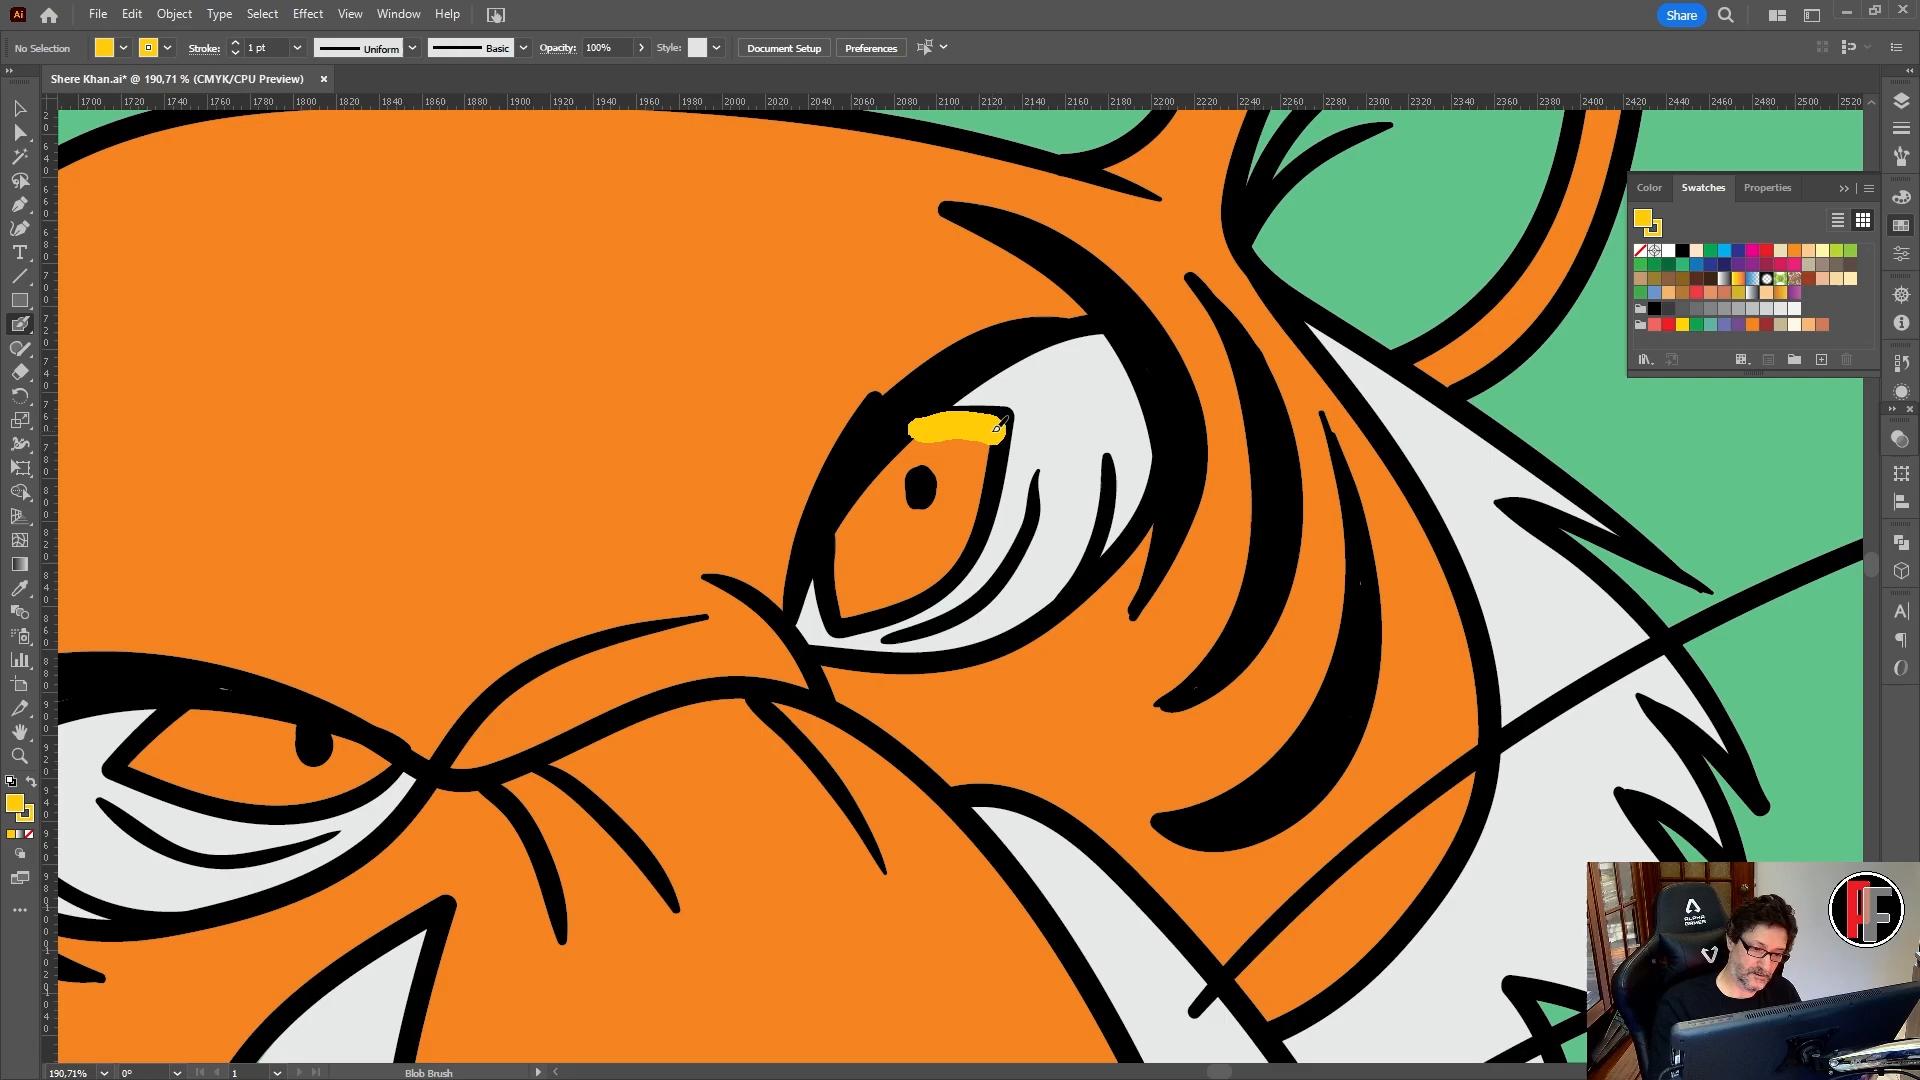 Ai File Edit Object Type Select Effect View Window Help Share
No Selection Stroke: 1 pt Uniform Basic Opacity: 100% Style: Document Setup Preferences
Shere Khan.ai* @ 190,71 % (CMYK/CPU Preview)
1700 1720 1740 1760 1780 1800 1820 1840 1860 1880 1900 1920 1940 1960 1980 2000 2020 2040 2060 2080 2100 2120 2140 2160 2180 2200 2220 2240 2260 2280 2300 2320 2340 2360 2380 2400 2420 2440 2460 2480 2500 2520
Color Swatches Properties
ALPHA
GAMER
190,71% 0° 1 Blob Brush